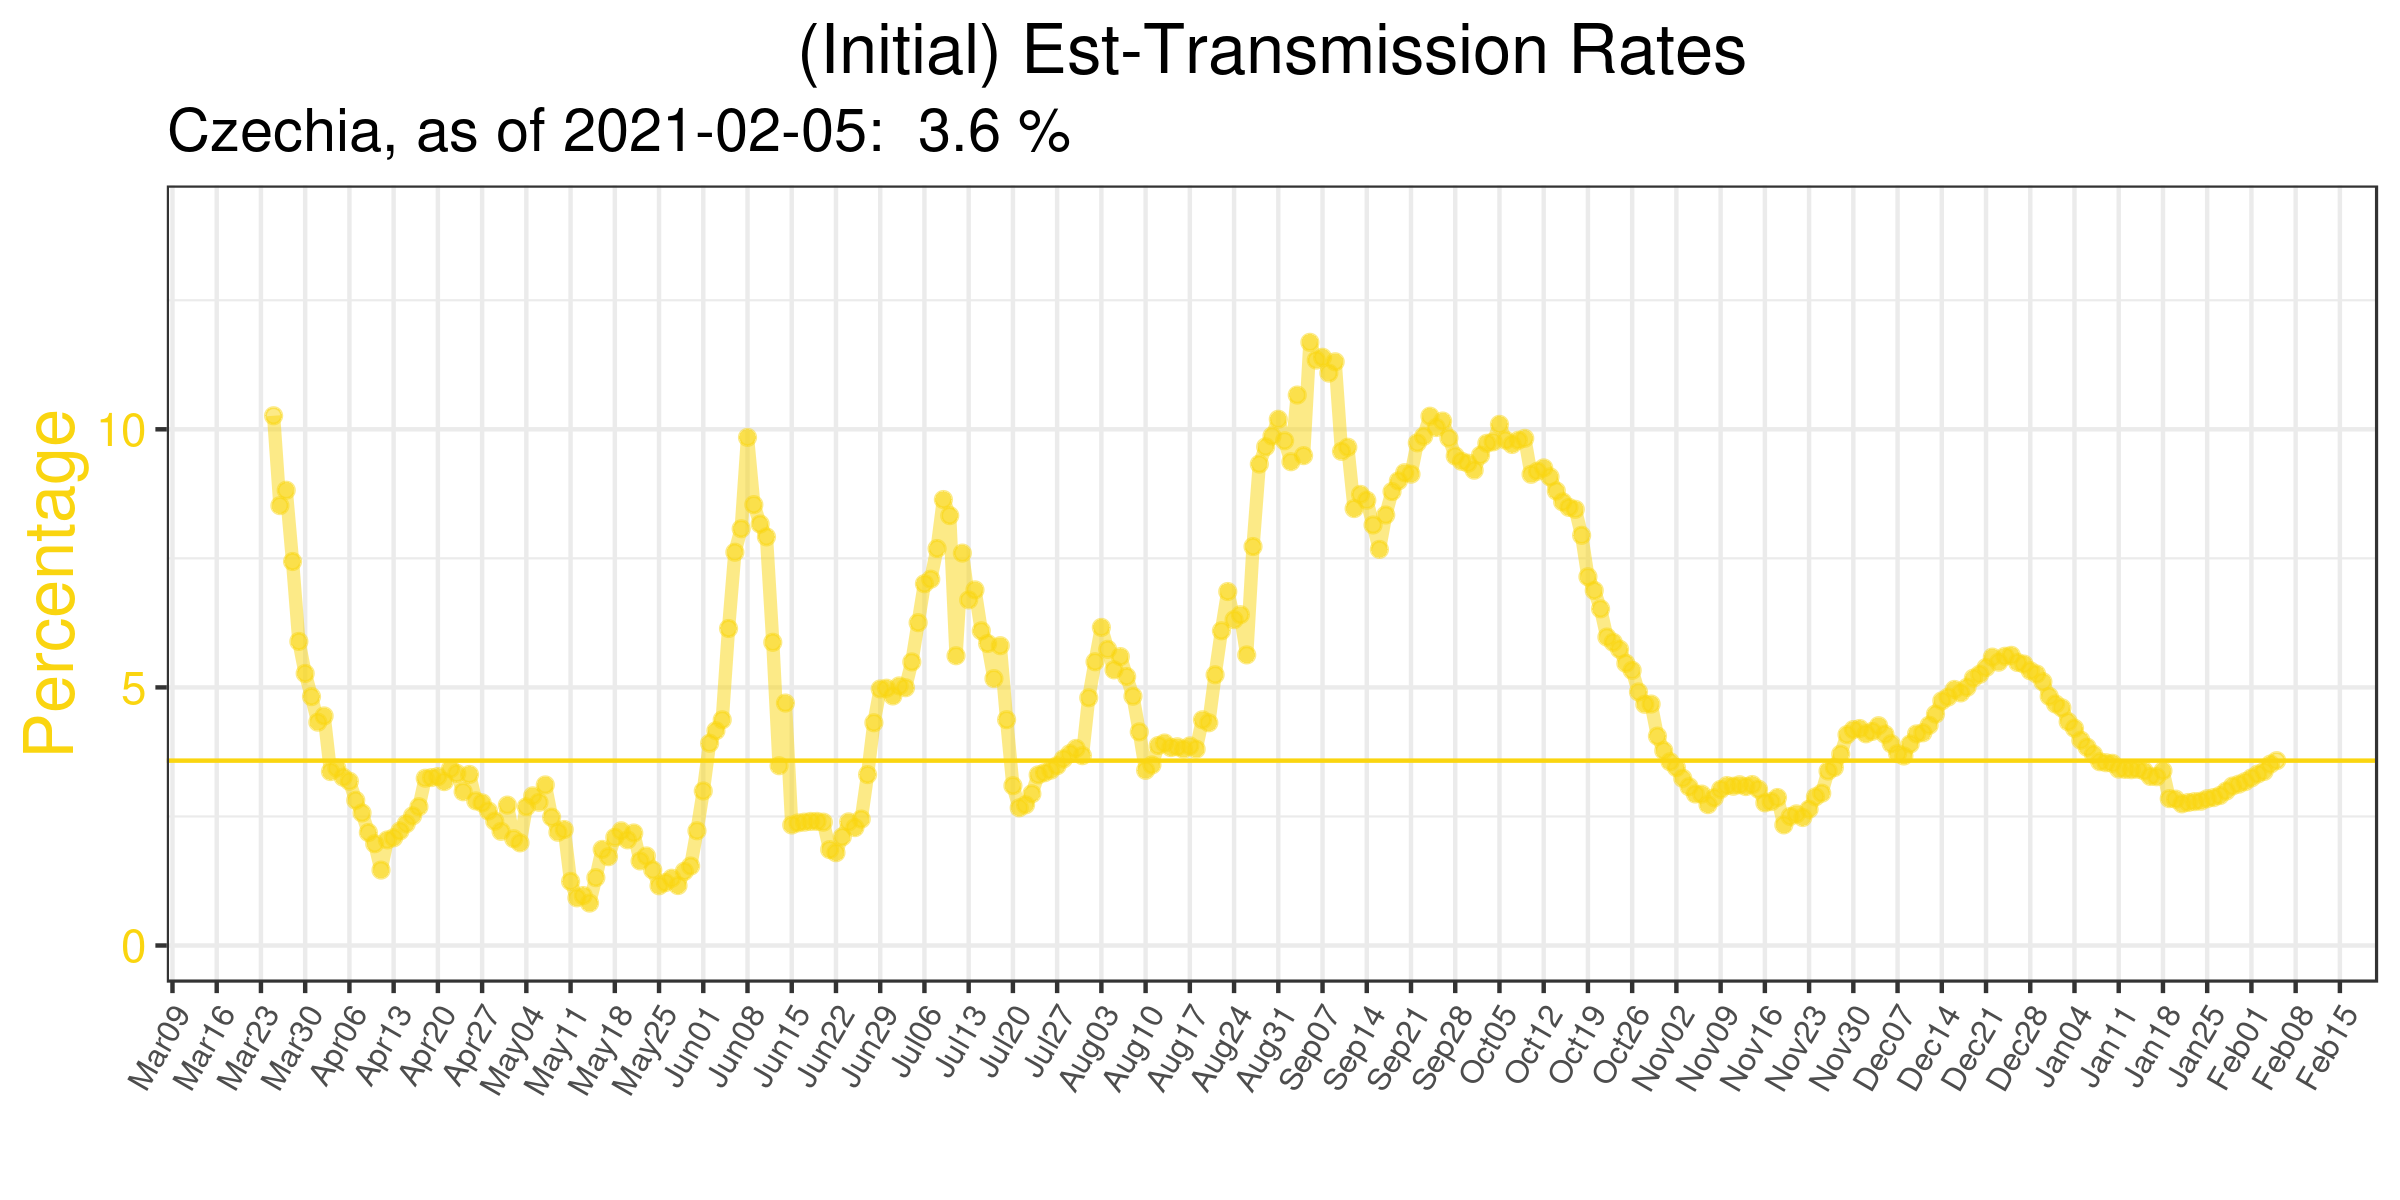 (Initial) Est-Transmission Rates
Czechia, as of 2021-02-05:  3.6 %
Percentage
10
5
0
Mar09
Mar16
Mar23
Mar30
Apr06
Apr13
Apr20
Apr27
May04
May11
May18
May25
Jun01
Jun08
Jun15
Jun22
Jun29
Jul06
Jul13
Jul20
Jul27
Aug03
Aug10
Aug17
Aug24
Aug31
Sep07
Sep14
Sep21
Sep28
Oct05
Oct12
Oct19
Oct26
Nov02
Nov09
Nov16
Nov23
Nov30
Dec07
Dec14
Dec21
Dec28
Jan04
Jan11
Jan18
Jan25
Feb01
Feb08
Feb15